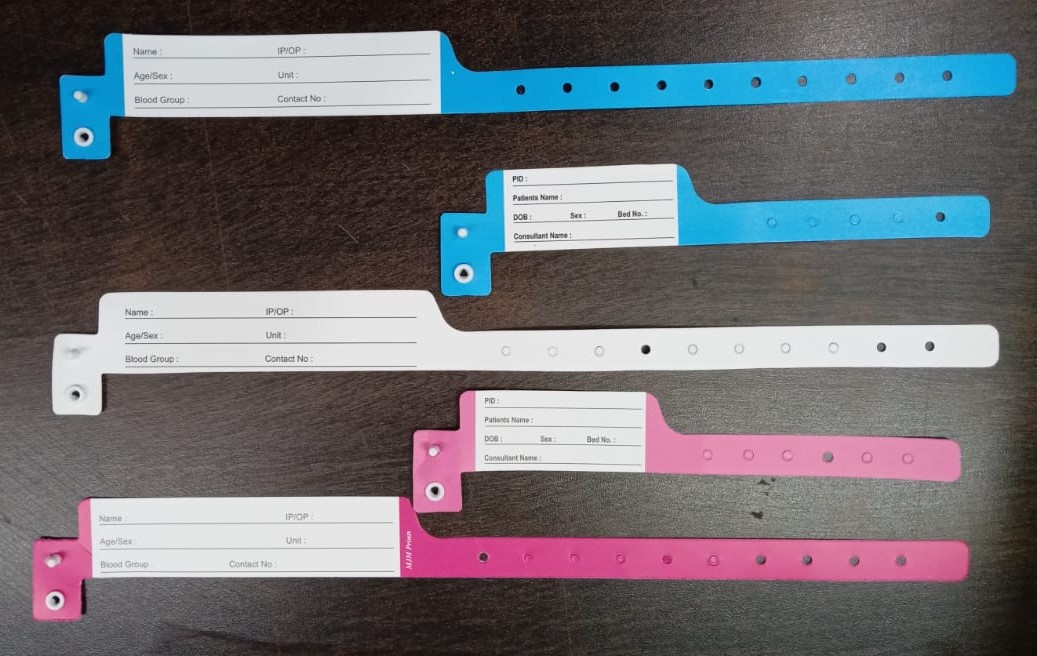 Name : IP/OP :
Age/Sex : Unit :
Blood Group : Contact No :
PID :
Patients Name :
DOB : Sex : Bed No. :
Consultant Name :
Name : IP/OP :
Age/Sex : Unit :
Blood Group : Contact No :
PID :
Patients Name :
DOB : Sex : Bed No. :
Consultant Name :
Name : IP/OP :
Age/Sex : Unit :
Blood Group Contact No :
MJM Prints